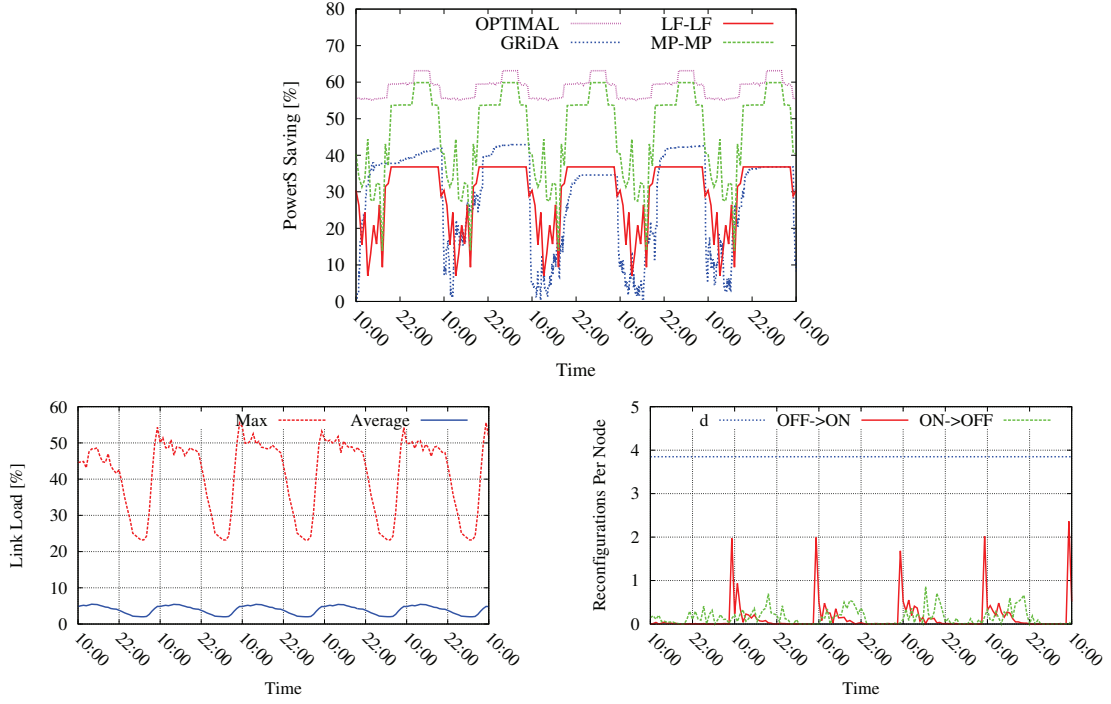 80
70
60
50
40
30
20
10
0
PowerS Saving [%]
OPTIMAL LF-LF
GRiDA MP-MP
10:00 22:00 10:00 22:00 10:00 22:00 10:00 22:00 10:00 22:00 10:00
Time
60
50
40
30
20
10
0
Link Load [%]
Max Average
10:00 22:00 10:00 22:00 10:00 22:00 10:00 22:00 10:00 22:00 10:00
Time
5
4
3
2
1
0
Reconfigurations Per Node
d OFF->ON ON->OFF
10:00 22:00 10:00 22:00 10:00 22:00 10:00 22:00 10:00 22:00 10:00
Time